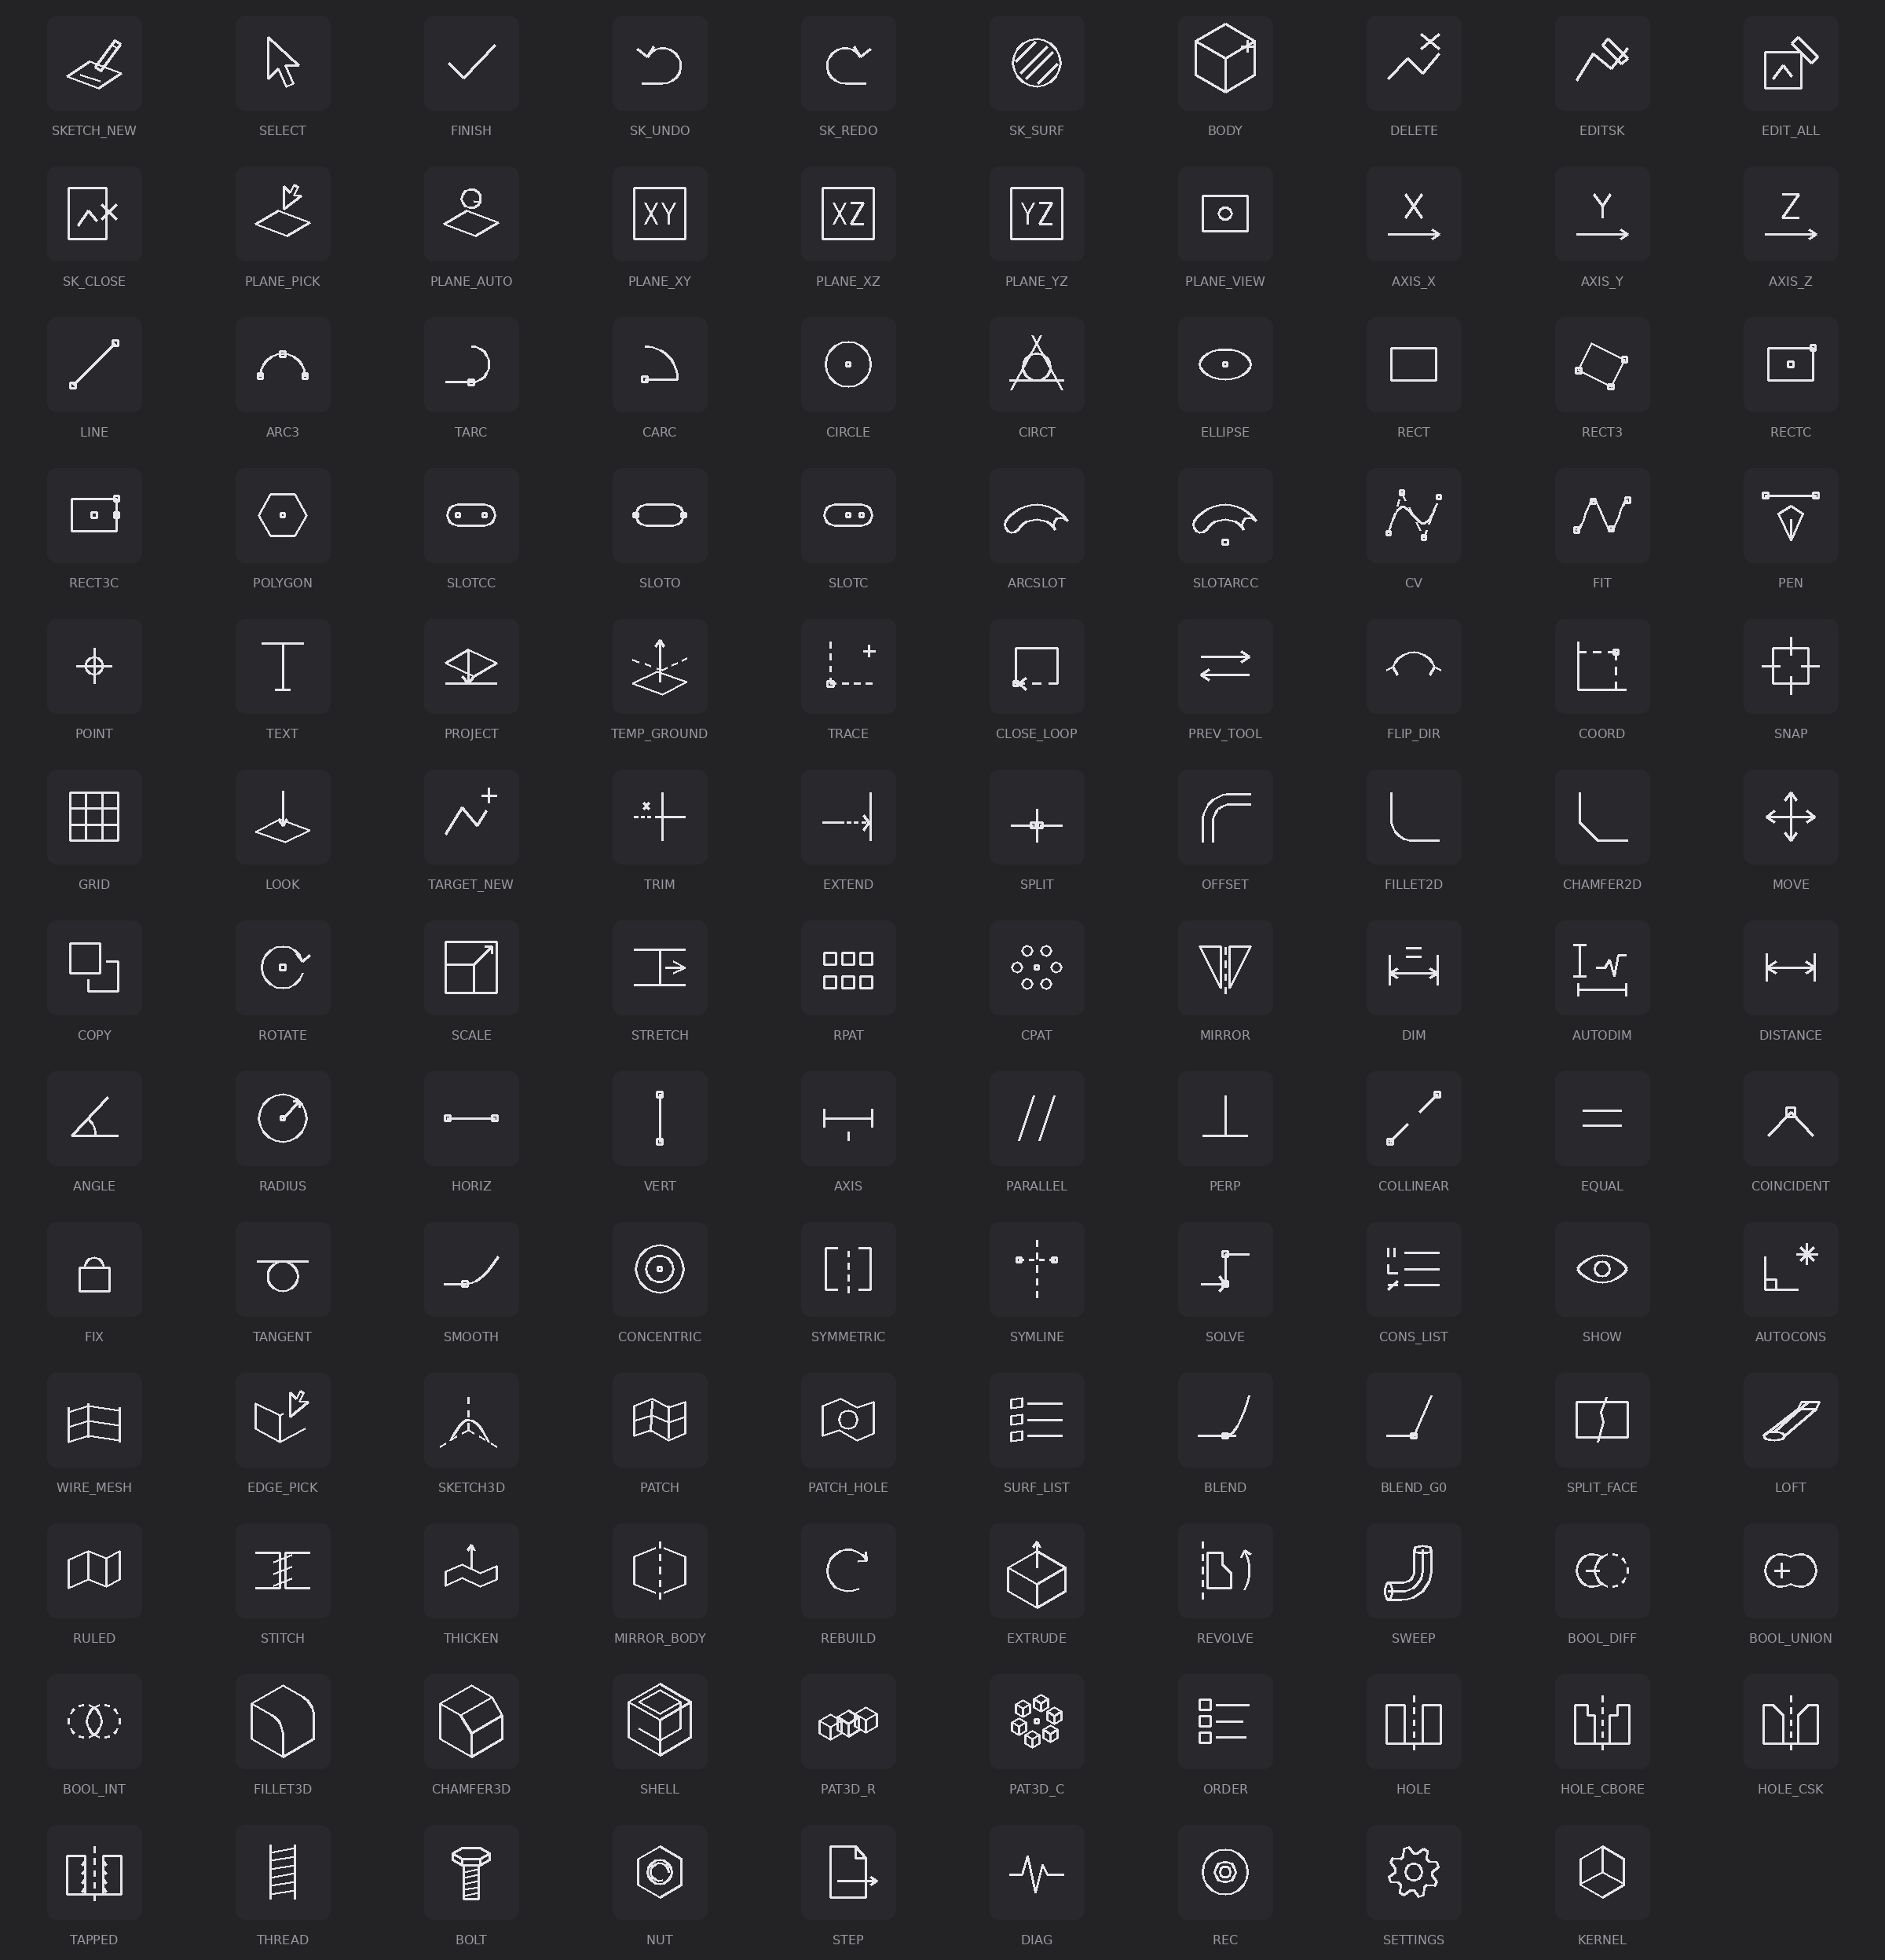 SKETCH_NEW SELECT FINISH SK_UNDO SK_REDO SK_SURF BODY DELETE EDITSK EDIT_ALL
XY XZ YZ X Y Z
SK_CLOSE PLANE_PICK PLANE_AUTO PLANE_XY PLANE_XZ PLANE_YZ PLANE_VIEW AXIS_X AXIS_Y AXIS_Z
LINE ARC3 TARC CARC CIRCLE CIRCT ELLIPSE RECT RECT3 RECTC
RECT3C POLYGON SLOTCC SLOTO SLOTC ARCSLOT SLOTARCC CV FIT PEN
POINT TEXT PROJECT TEMP_GROUND TRACE CLOSE_LOOP PREV_TOOL FLIP_DIR COORD SNAP
GRID LOOK TARGET_NEW TRIM EXTEND SPLIT OFFSET FILLET2D CHAMFER2D MOVE
COPY ROTATE SCALE STRETCH RPAT CPAT MIRROR DIM AUTODIM DISTANCE
ANGLE RADIUS HORIZ VERT AXIS PARALLEL PERP COLLINEAR EQUAL COINCIDENT
FIX TANGENT SMOOTH CONCENTRIC SYMMETRIC SYMLINE SOLVE CONS_LIST SHOW AUTOCONS
WIRE_MESH EDGE_PICK SKETCH3D PATCH PATCH_HOLE SURF_LIST BLEND BLEND_G0 SPLIT_FACE LOFT
RULED STITCH THICKEN MIRROR_BODY REBUILD EXTRUDE REVOLVE SWEEP BOOL_DIFF BOOL_UNION
BOOL_INT FILLET3D CHAMFER3D SHELL PAT3D_R PAT3D_C ORDER HOLE HOLE_CBORE HOLE_CSK
TAPPED THREAD BOLT NUT STEP DIAG REC SETTINGS KERNEL